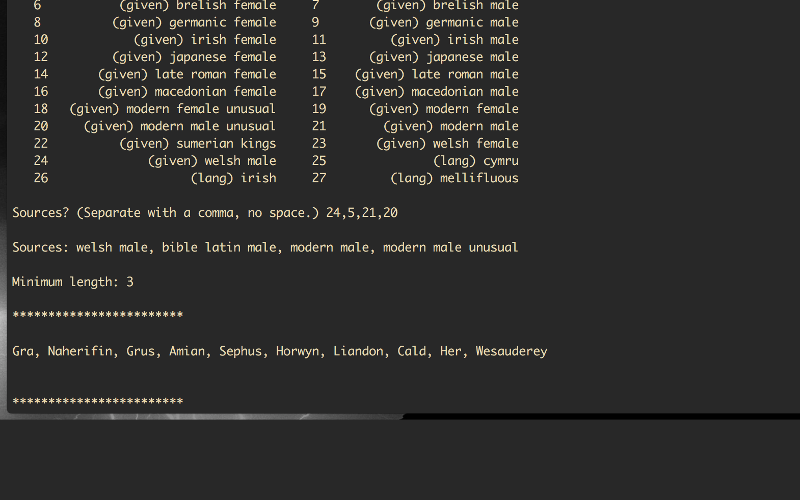 6 (given) brelish female 7 (given) brelish male
8 (given) germanic female 9 (given) germanic male
10 (given) irish female 11 (given) irish male
12 (given) japanese female 13 (given) japanese male
14 (given) late roman female 15 (given) late roman male
16 (given) macedonian female 17 (given) macedonian male
18 (given) modern female unusual 19 (given) modern female
20 (given) modern male unusual 21 (given) modern male
22 (given) sumerian kings 23 (given) welsh female
24 (given) welsh male 25 (lang) cymru
26 (lang) irish 27 (lang) mellifluous
Sources? (Separate with a comma, no space.) 24,5,21,20
Sources: welsh male, bible latin male, modern male, modern male unusual
Minimum length: 3
************************
Gra, Naherifin, Grus, Amian, Sephus, Horwyn, Liandon, Cald, Her, Wesauderey
************************